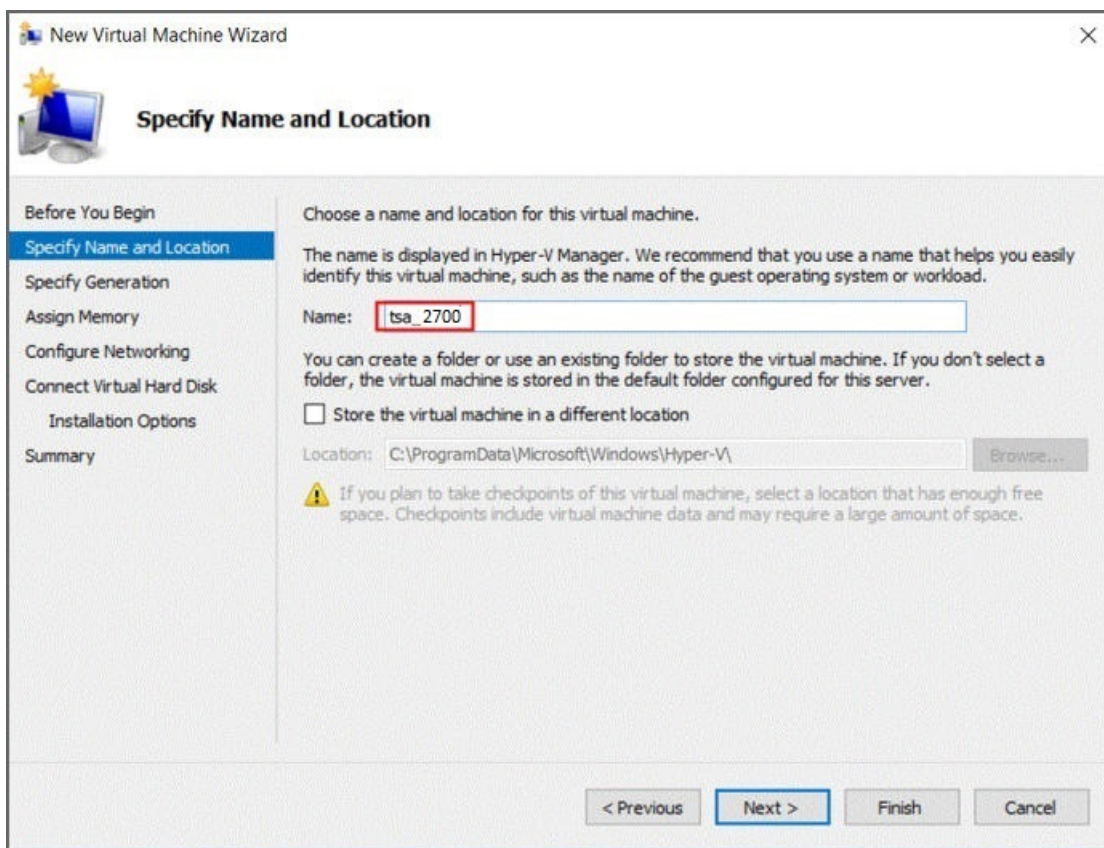 New Virtual Machine Wizard
Specify Name and Location
Before You Begin
Specify Name and Location
Specify Generation
Assign Memory
Configure Networking
Connect Virtual Hard Disk
Installation Options
Summary
Choose a name and location for this virtual machine.
The name is displayed in Hyper-V Manager. We recommend that you use a name that helps you easily
identify this virtual machine, such as the name of the guest operating system or workload.
Name: tsa_2700
You can create a folder or use an existing folder to store the virtual machine. If you don't select a
folder, the virtual machine is stored in the default folder configured for this server.
Store the virtual machine in a different location
Location: C:\ProgramData\Microsoft\Windows\Hyper-V\ Browse...
If you plan to take checkpoints of this virtual machine, select a location that has enough free
space. Checkpoints include virtual machine data and may require a large amount of space.
< Previous Next > Finish Cancel